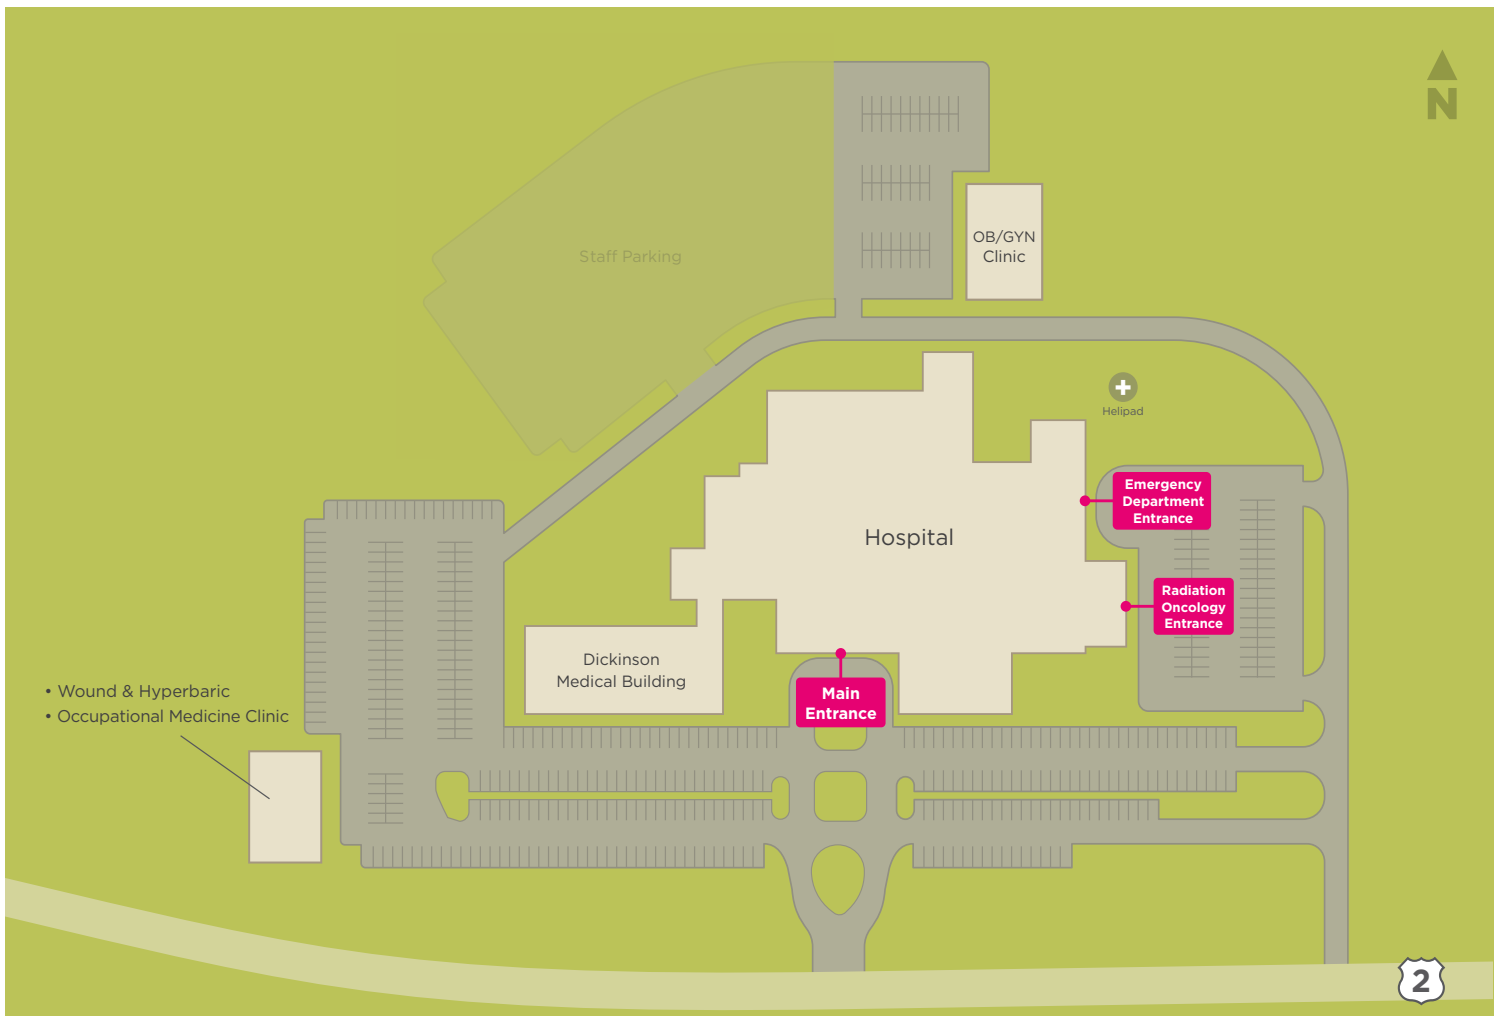 N
Staff Parking
OB/GYN
Clinic
Helipad
Emergency
Department
Entrance
Hospital
Radiation
Oncology
Entrance
Dickinson
Medical Building
Main
Entrance
• Wound & Hyperbaric
• Occupational Medicine Clinic
2